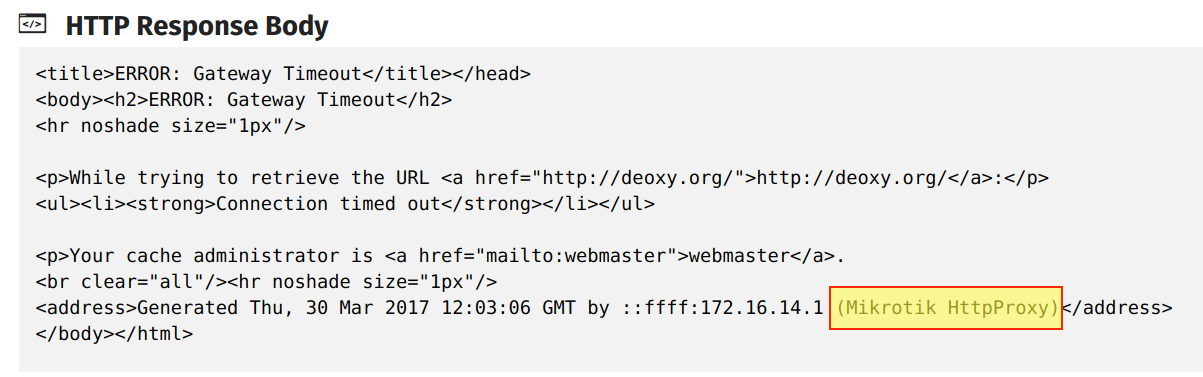 </>
HTTP Response Body
<title>ERROR: Gateway Timeout</title></head>
<body><h2>ERROR: Gateway Timeout</h2>
<hr noshade size="1px"/>
<p>While trying to retrieve the URL <a href="http://deoxy.org/">http://deoxy.org/</a>:</p>
<ul><li><strong>Connection timed out</strong></li></ul>
<p>Your cache administrator is <a href="mailto:webmaster">webmaster</a>.
<br clear="all"/><hr noshade size="1px"/>
<address>Generated Thu, 30 Mar 2017 12:03:06 GMT by ::ffff:172.16.14.1 (Mikrotik HttpProxy)</address>
</body></html>